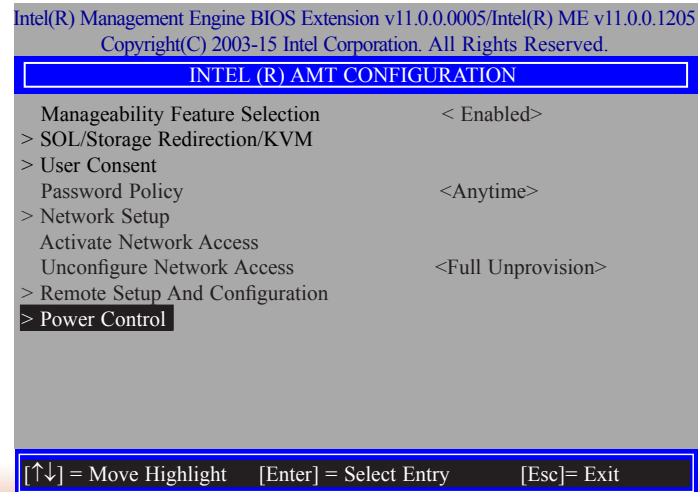 Intel(R) Management Engine BIOS Extension v11.0.0.0005/Intel(R) ME v11.0.0.1205
Copyright(C) 2003-15 Intel Corporation. All Rights Reserved.
INTEL (R) AMT CONFIGURATION
Manageability Feature Selection < Enabled>
> SOL/Storage Redirection/KVM
> User Consent
Password Policy <Anytime>
> Network Setup
Activate Network Access
Unconfigure Network Access <Full Unprovision>
> Remote Setup And Configuration
> Power Control
[↑↓] = Move Highlight [Enter] = Select Entry [Esc]= Exit